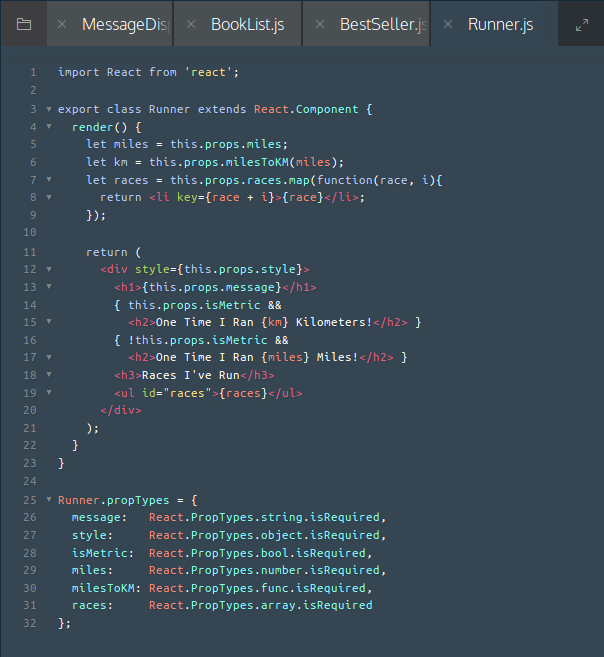 MessageDis BookList.js BestSeller.js Runner.js
1 import React from 'react';
2
3 export class Runner extends React.Component {
4   render() {
5     let miles = this.props.miles;
6     let km = this.props.milesToKM(miles);
7     let races = this.props.races.map(function(race, i){
8       return <li key={race + i}>{race}</li>;
9     });
10
11     return (
12       <div style={this.props.style}>
13         <h1>{this.props.message}</h1>
14         { this.props.isMetric &&
15           <h2>One Time I Ran {km} Kilometers!</h2> }
16         { !this.props.isMetric &&
17           <h2>One Time I Ran {miles} Miles!</h2> }
18         <h3>Races I've Run</h3>
19         <ul id="races">{races}</ul>
20       </div>
21     );
22   }
23 }
24
25 Runner.propTypes = {
26   message:   React.PropTypes.string.isRequired,
27   style:     React.PropTypes.object.isRequired,
28   isMetric:  React.PropTypes.bool.isRequired,
29   miles:     React.PropTypes.number.isRequired,
30   milesToKM: React.PropTypes.func.isRequired,
31   races:     React.PropTypes.array.isRequired
32 };